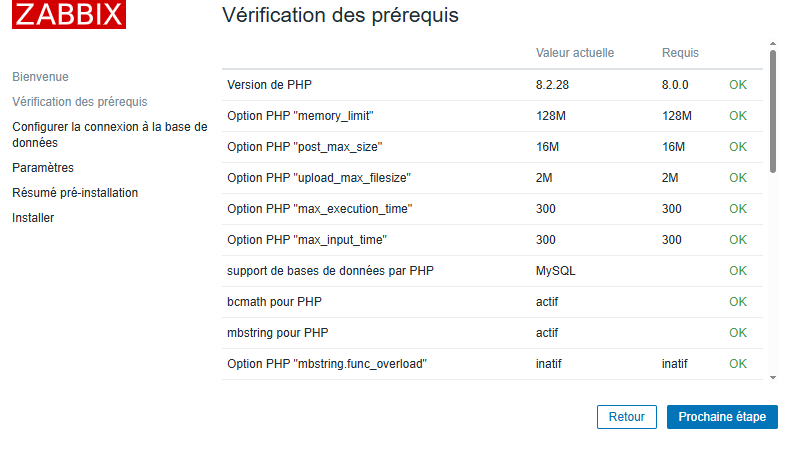 ZABBIX
Vérification des prérequis
Bienvenue
Vérification des prérequis
Configurer la connexion à la base de
données
Paramètres
Résumé pré-installation
Installer
Valeur actuelle Requis
Version de PHP 8.2.28 8.0.0 OK
Option PHP "memory_limit" 128M 128M OK
Option PHP "post_max_size" 16M 16M OK
Option PHP "upload_max_filesize" 2M 2M OK
Option PHP "max_execution_time" 300 300 OK
Option PHP "max_input_time" 300 300 OK
support de bases de données par PHP MySQL OK
bcmath pour PHP actif OK
mbstring pour PHP actif OK
Option PHP "mbstring.func_overload" inatif inatif OK
Retour Prochaine étape